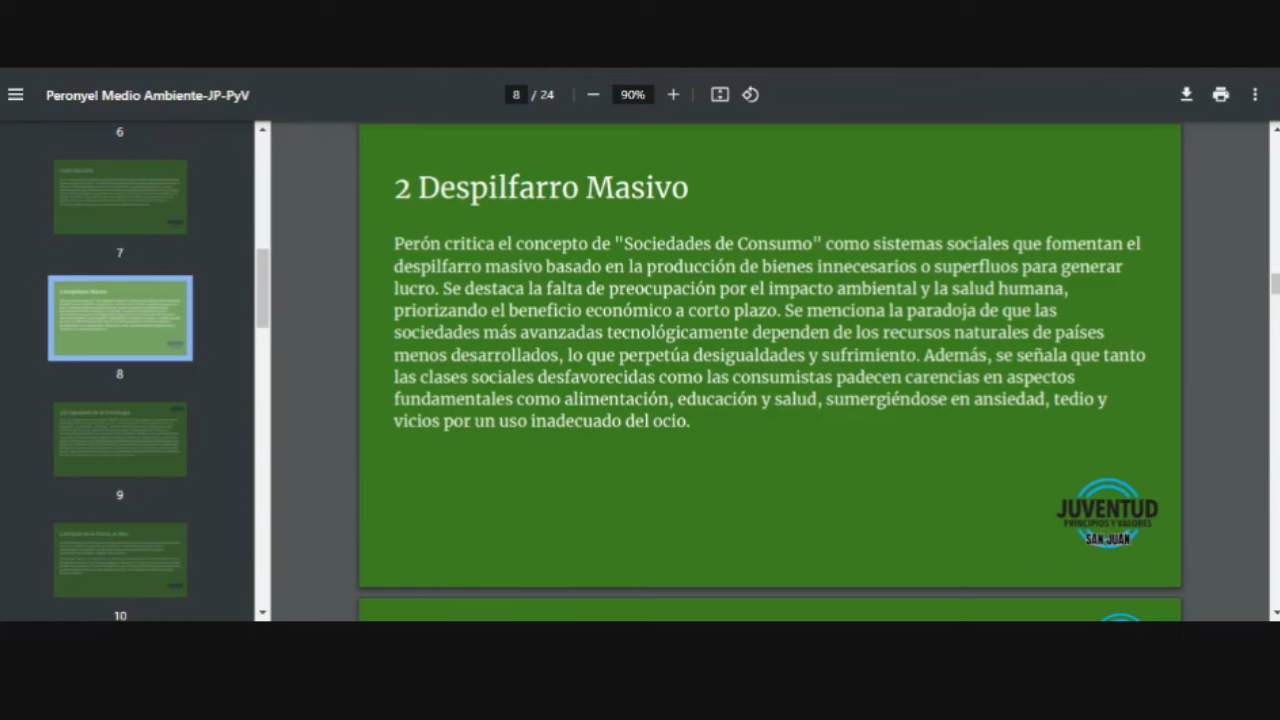 Peronyel Medio Ambiente-JP-PyV
8 / 24
90%
6
7
8
9
10
2 Despilfarro Masivo
Perón critica el concepto de "Sociedades de Consumo" como sistemas sociales que fomentan el
despilfarro masivo basado en la producción de bienes innecesarios o superfluos para generar
lucro. Se destaca la falta de preocupación por el impacto ambiental y la salud humana,
priorizando el beneficio económico a corto plazo. Se menciona la paradoja de que las
sociedades más avanzadas tecnológicamente dependen de los recursos naturales de países
menos desarrollados, lo que perpetúa desigualdades y sufrimiento. Además, se señala que tanto
las clases sociales desfavorecidas como las consumistas padecen carencias en aspectos
fundamentales como alimentación, educación y salud, sumergiéndose en ansiedad, tedio y
vicios por un uso inadecuado del ocio.
JUVENTUD
PRINCIPIOS Y VALORES
SAN JUAN